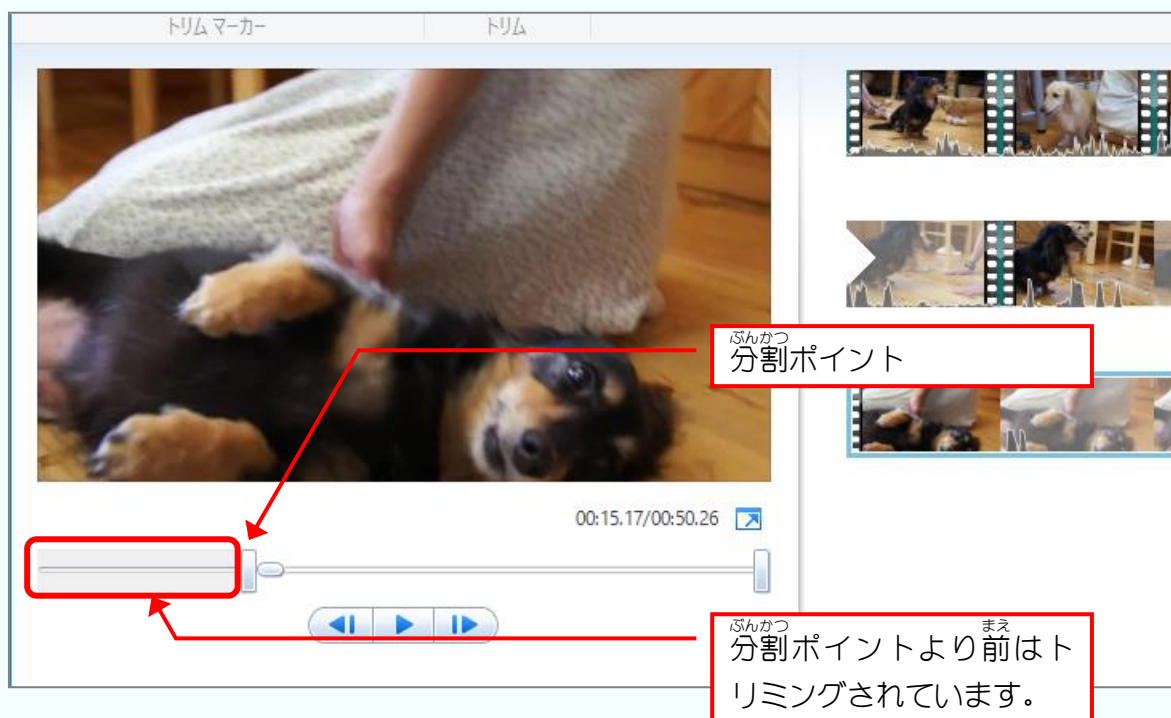 トリム マーカー
トリム
ぶんかつ
分割ポイント
00:15.17/00:50.26
ぶんかつ まえ
分割ポイントより前はト
リミングされています。